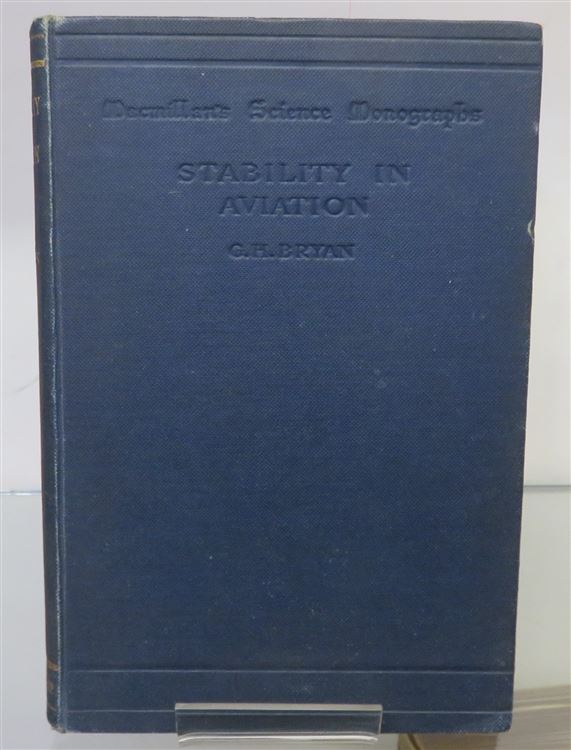 Macmillan's Science Monographs
STABILITY IN
AVIATION
G. H. BRYAN